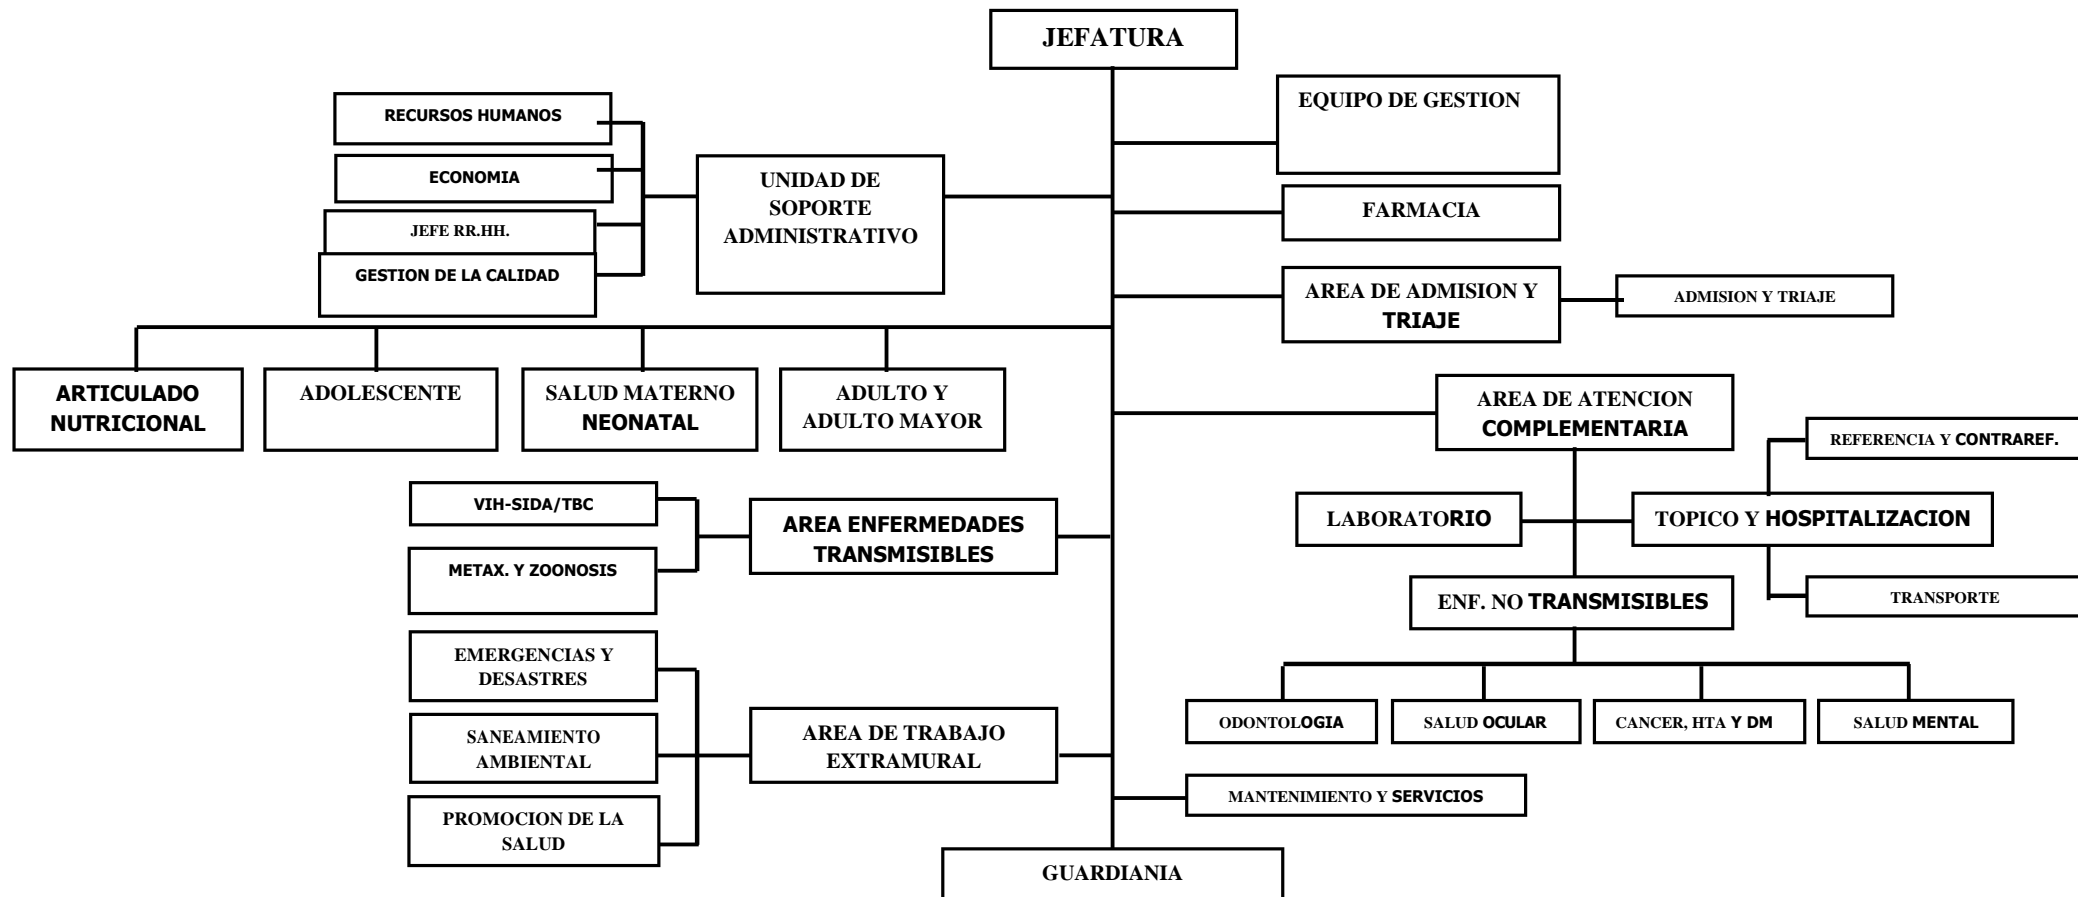 JEFATURA
RECURSOS HUMANOS
ECONOMIA
JEFE RR.HH.
GESTION DE LA CALIDAD
UNIDAD DE
SOPORTE
ADMINISTRATIVO
EQUIPO DE GESTION
FARMACIA
AREA DE ADMISION Y
TRIAJE
ADMISION Y TRIAJE
ARTICULADO
NUTRICIONAL
ADOLESCENTE
SALUD MATERNO
NEONATAL
ADULTO Y
ADULTO MAYOR
AREA DE ATENCION
COMPLEMENTARIA
REFERENCIA Y CONTRAREF.
LABORATORIO
TOPICO Y HOSPITALIZACION
TRANSPORTE
ENF. NO TRANSMISIBLES
VIH-SIDA/TBC
METAX. Y ZOONOSIS
AREA ENFERMEDADES
TRANSMISIBLES
ODONTOLOGIA
SALUD OCULAR
CANCER, HTA Y DM
SALUD MENTAL
EMERGENCIAS Y
DESASTRES
SANEAMIENTO
AMBIENTAL
PROMOCION DE LA
SALUD
AREA DE TRABAJO
EXTRAMURAL
MANTENIMIENTO Y SERVICIOS
GUARDIANIA